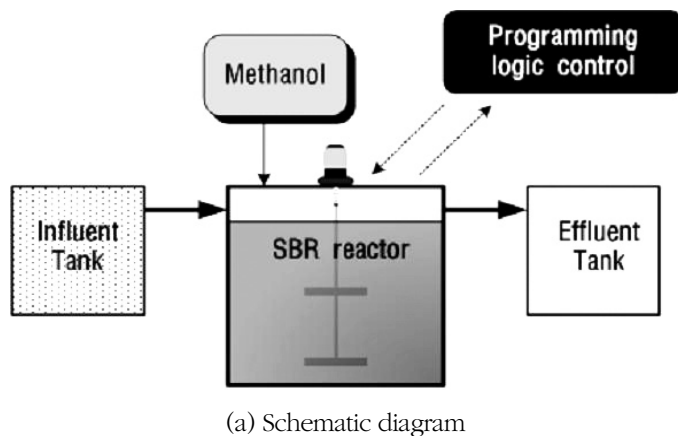 Programming
logic control
Methanol
Influent
Tank
SBR reactor
Effluent
Tank
(a) Schematic diagram